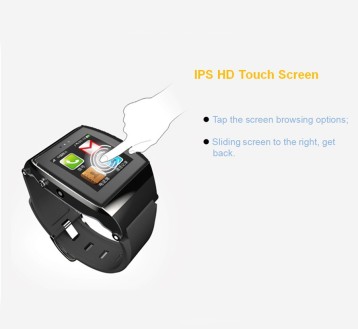 IPS HD Touch Screen
● Tap the screen browsing options;
● Sliding screen to the right, get
back.